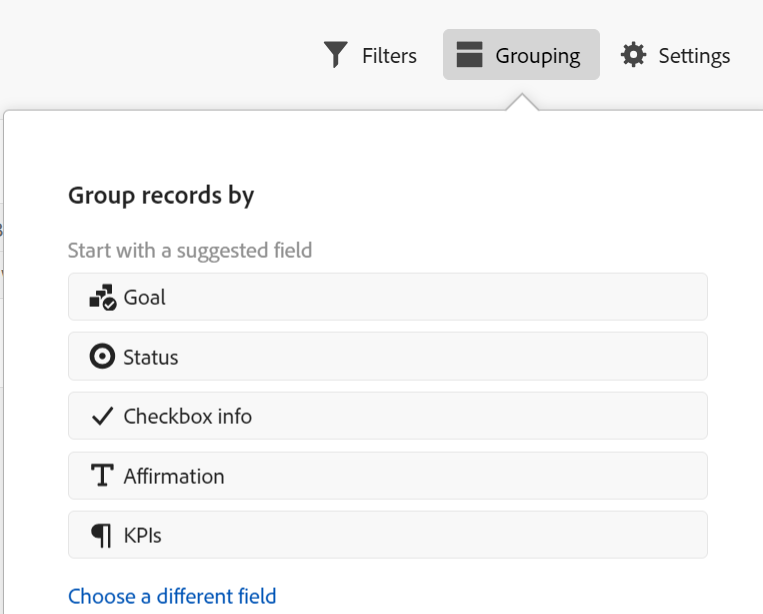 Filters
Grouping
Settings
Group records by
Start with a suggested field
Goal
Status
Checkbox info
Affirmation
KPIs
Choose a different field